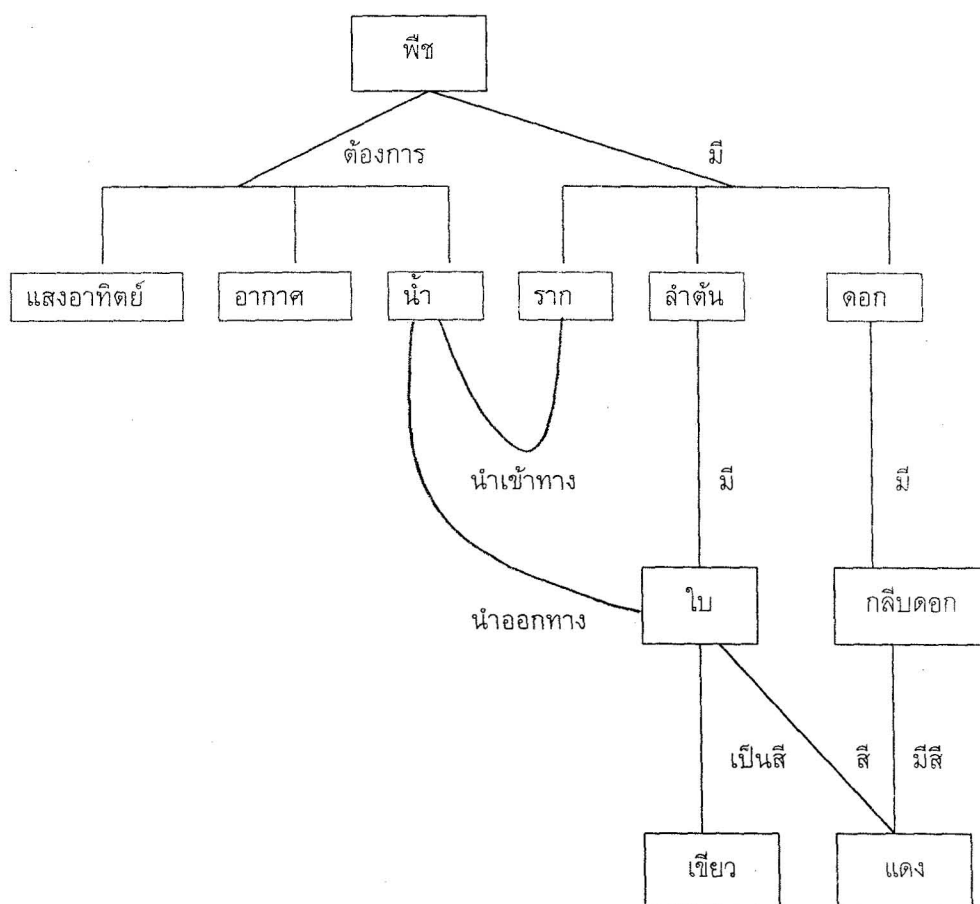 พืช
ต้องการ มี
แสงอาทิตย์ อากาศ น้ำ ราก ลำต้น ดอก
นำเข้าทาง มี มี
นำออกทาง ใบ กลีบดอก
เป็นสี สี มีสี
เขียว แดง